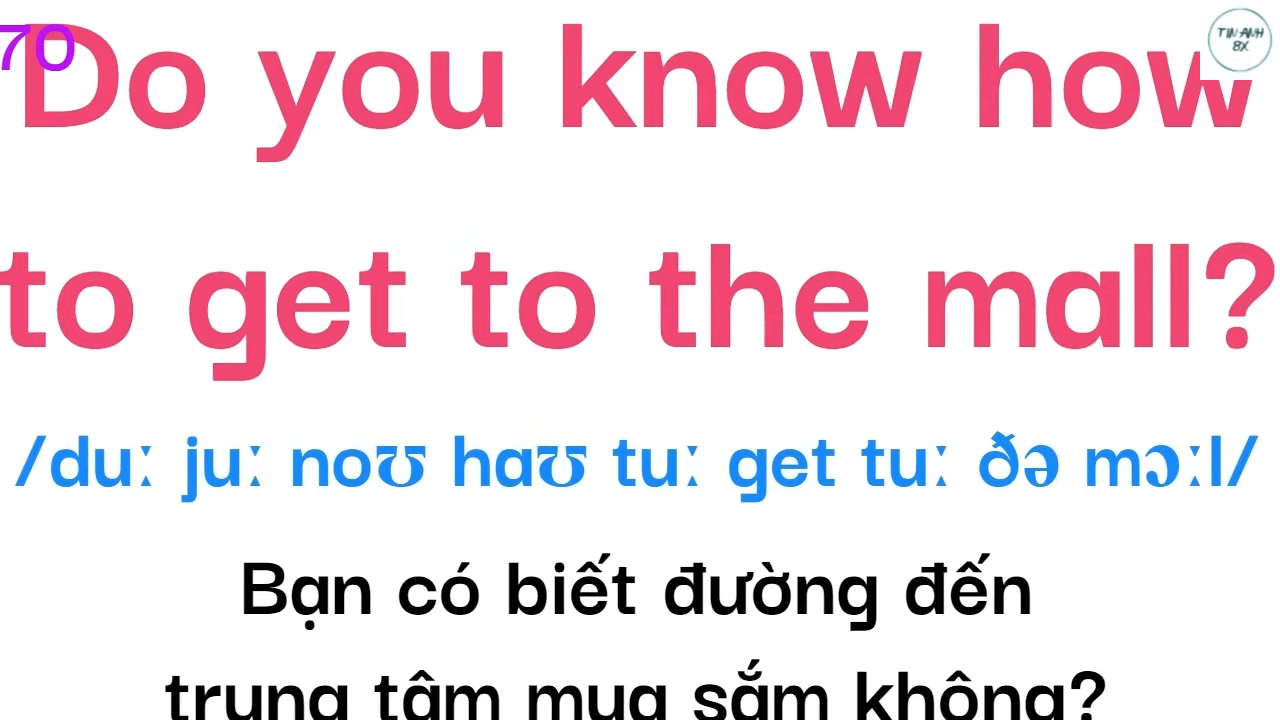 70
TIN ANH
8X
Do you know how
to get to the mall?
/duː juː noʊ haʊ tuː get tuː ðə mɔːl/
Bạn có biết đường đến
trung tâm mua sắm không?